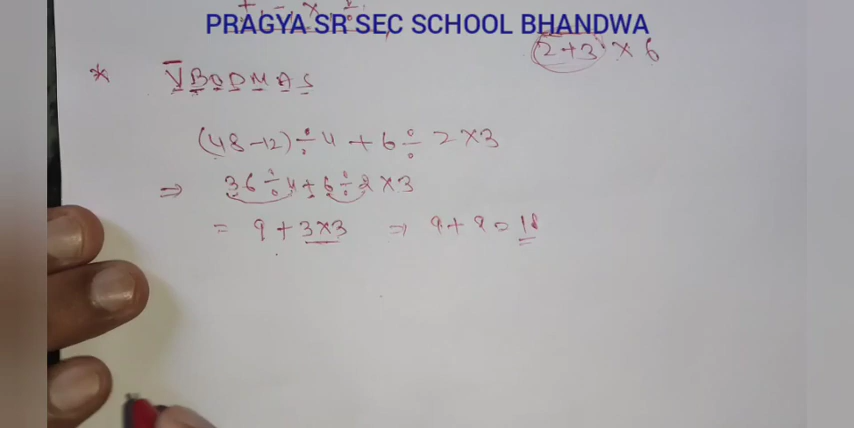 +, -, ×, ÷
PRAGYA SR SEC SCHOOL BHANDWA
(2+3) × 6
* V̅BODMAS
(48-12) ÷ 4 + 6 ÷ 2×3
⇒ 36 ÷ 4 + 6 ÷ 2 × 3
= 9 + 3×3 ⇒ 9+9=18